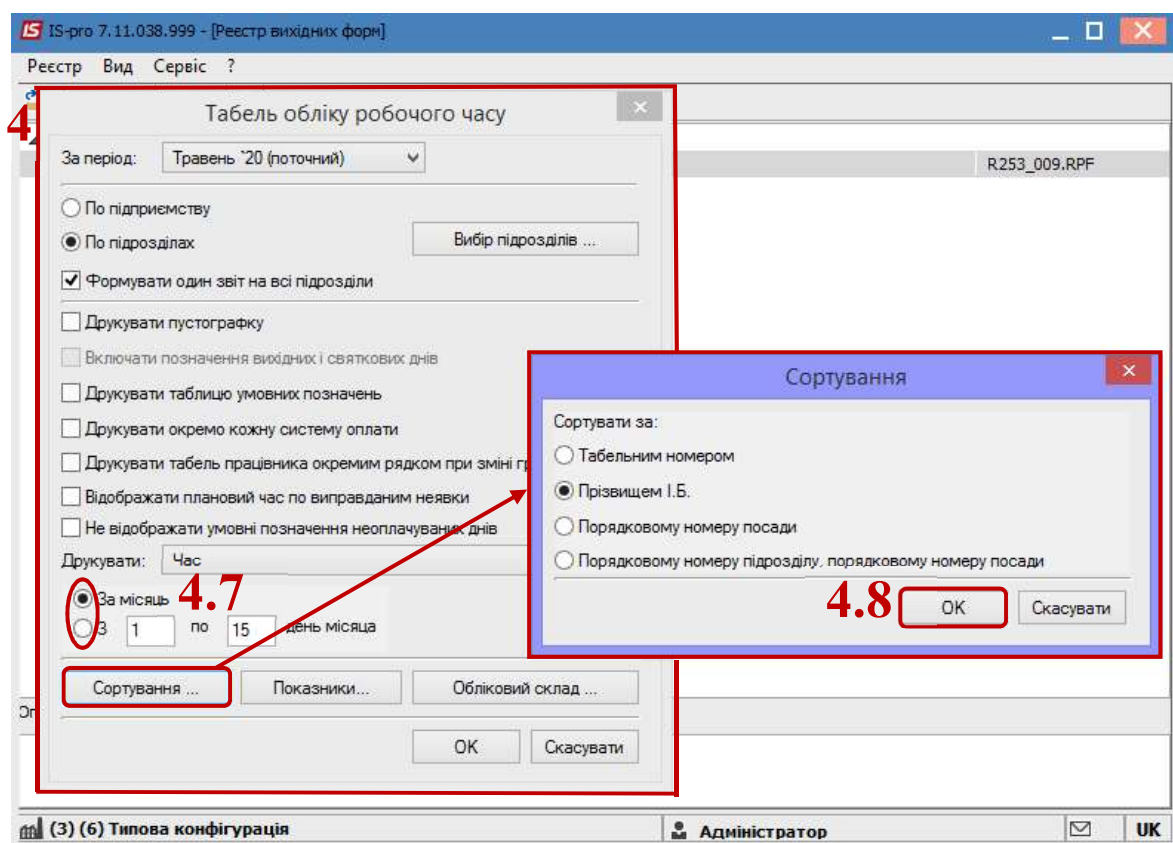 IS-pro 7.11.038.999 - [Реєстр вихідних форм]
Реєстр Вид Сервіс ?
4
Табель обліку робочого часу
За період: Травень `20 (поточний)
R253_009.RPF
По підприємству
По підрозділах
Вибір підрозділів ...
Формувати один звіт на всі підрозділи
Друкувати пустографку
Включати позначення вихідних і святкових днів
Друкувати таблицю умовних позначень
Друкувати окремо кожну систему оплати
Друкувати табель працівника окремим рядком при зміні
Відображати плановий час по виправданим неявки
Не відображати умовні позначення неоплачуваних днів
Друкувати: Час
За місяць
4.7
З 1 по 15 день місяца
Сортування ... Показники... Обліковий склад ...
OK Скасувати
Сортування
Сортувати за:
Табельним номером
Прізвищем І.Б.
Порядковому номеру посади
Порядковому номеру підрозділу, порядковому номеру посади
4.8
OK Скасувати
(3) (6) Типова конфігурація
Адміністратор
UK